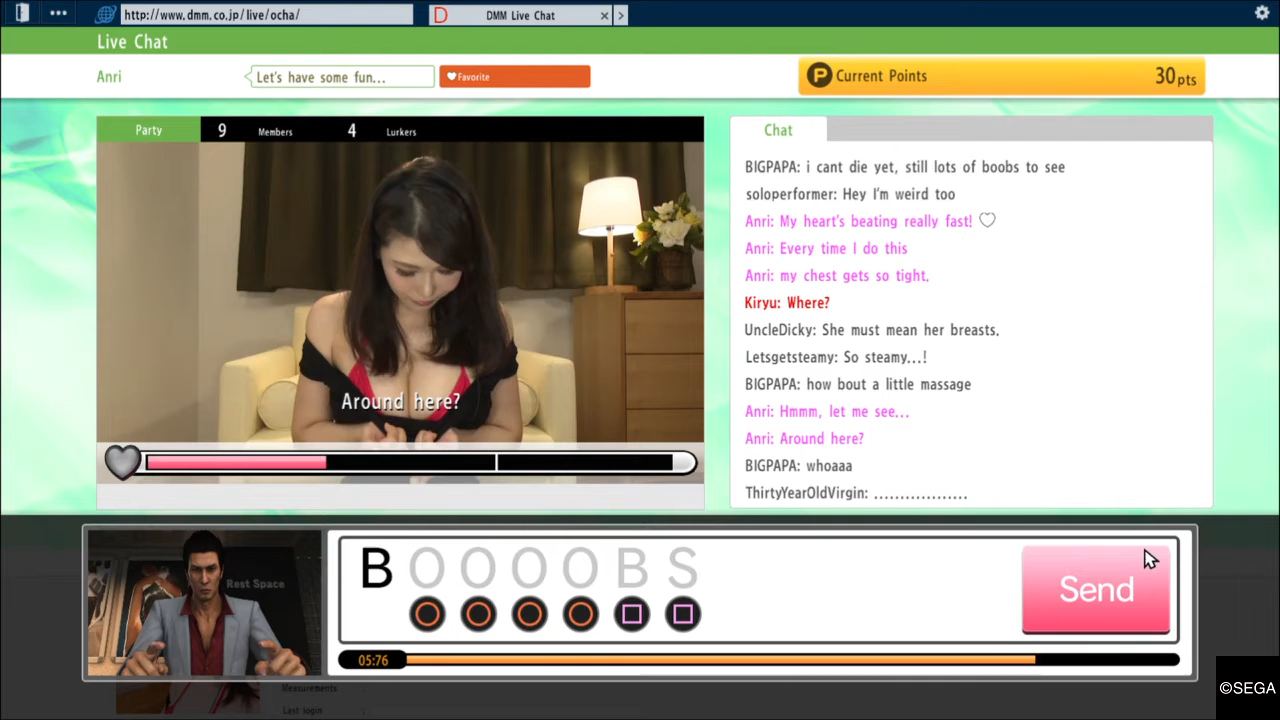 http://www.dmm.co.jp/live/ocha/
D DMM Live Chat
Live Chat
Anri
Let's have some fun...
Favorite
P Current Points 30pts
Party 9 Members 4 Lurkers
Around here?
Chat
BIGPAPA: i cant die yet, still lots of boobs to see
soloperformer: Hey I'm weird too
Anri: My heart's beating really fast! ♡
Anri: Every time I do this
Anri: my chest gets so tight.
Kiryu: Where?
UncleDicky: She must mean her breasts.
Letsgetsteamy: So steamy...!
BIGPAPA: how bout a little massage
Anri: Hmmm, let me see...
Anri: Around here?
BIGPAPA: whoaaa
ThirtyYearOldVirgin: ..................
Rest Space
BOOOOBS
Send
05:76
Measurements :
Last login :
©SEGA